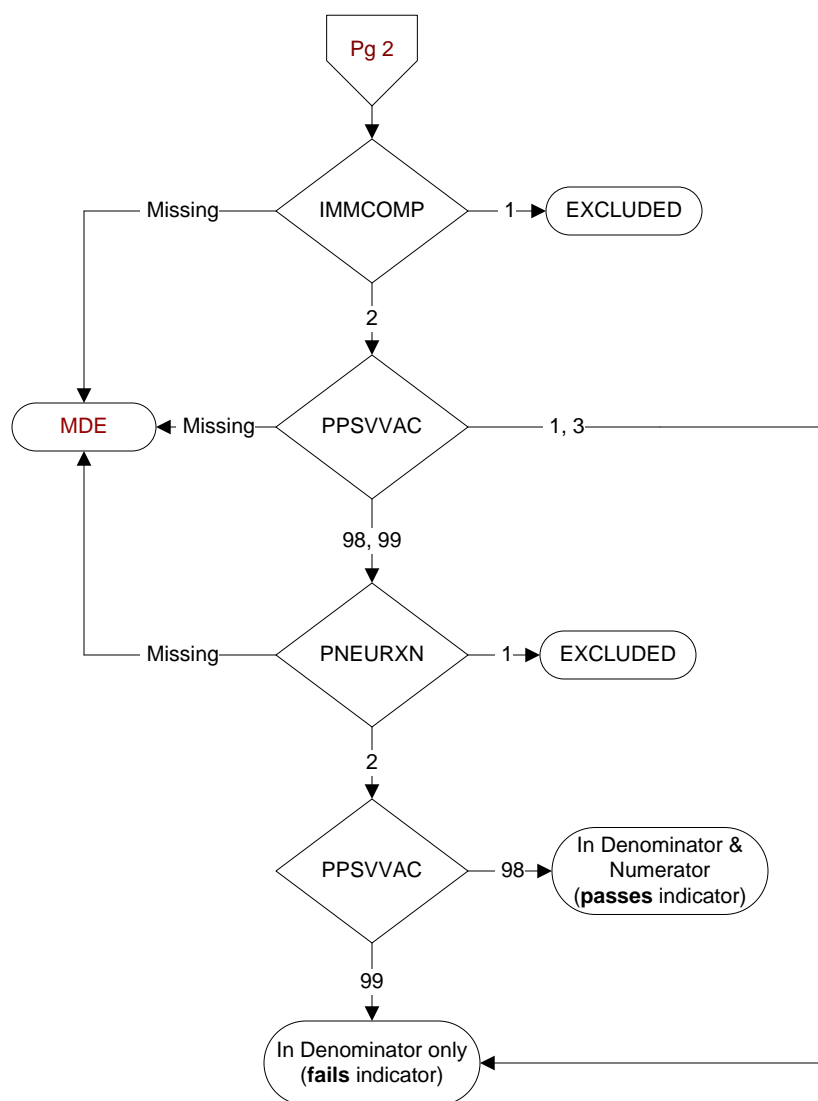 Pg 2
Missing
IMMCOMP
1
EXCLUDED
2
MDE
Missing
PPSVVAC
1, 3
98, 99
Missing
PNEURXN
1
EXCLUDED
2
PPSVVAC
98
In Denominator &
Numerator
(passes indicator)
99
In Denominator only
(fails indicator)